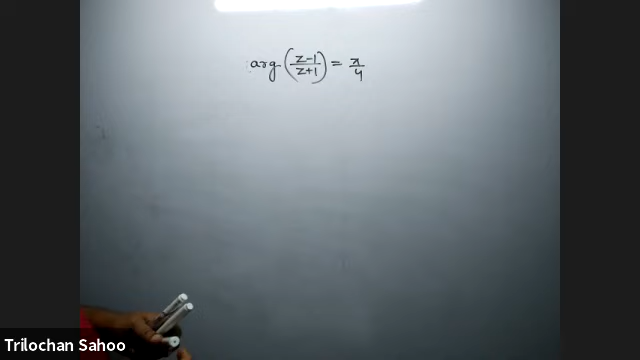 arg (z-1/z+1) = π/4
Trilochan Sahoo